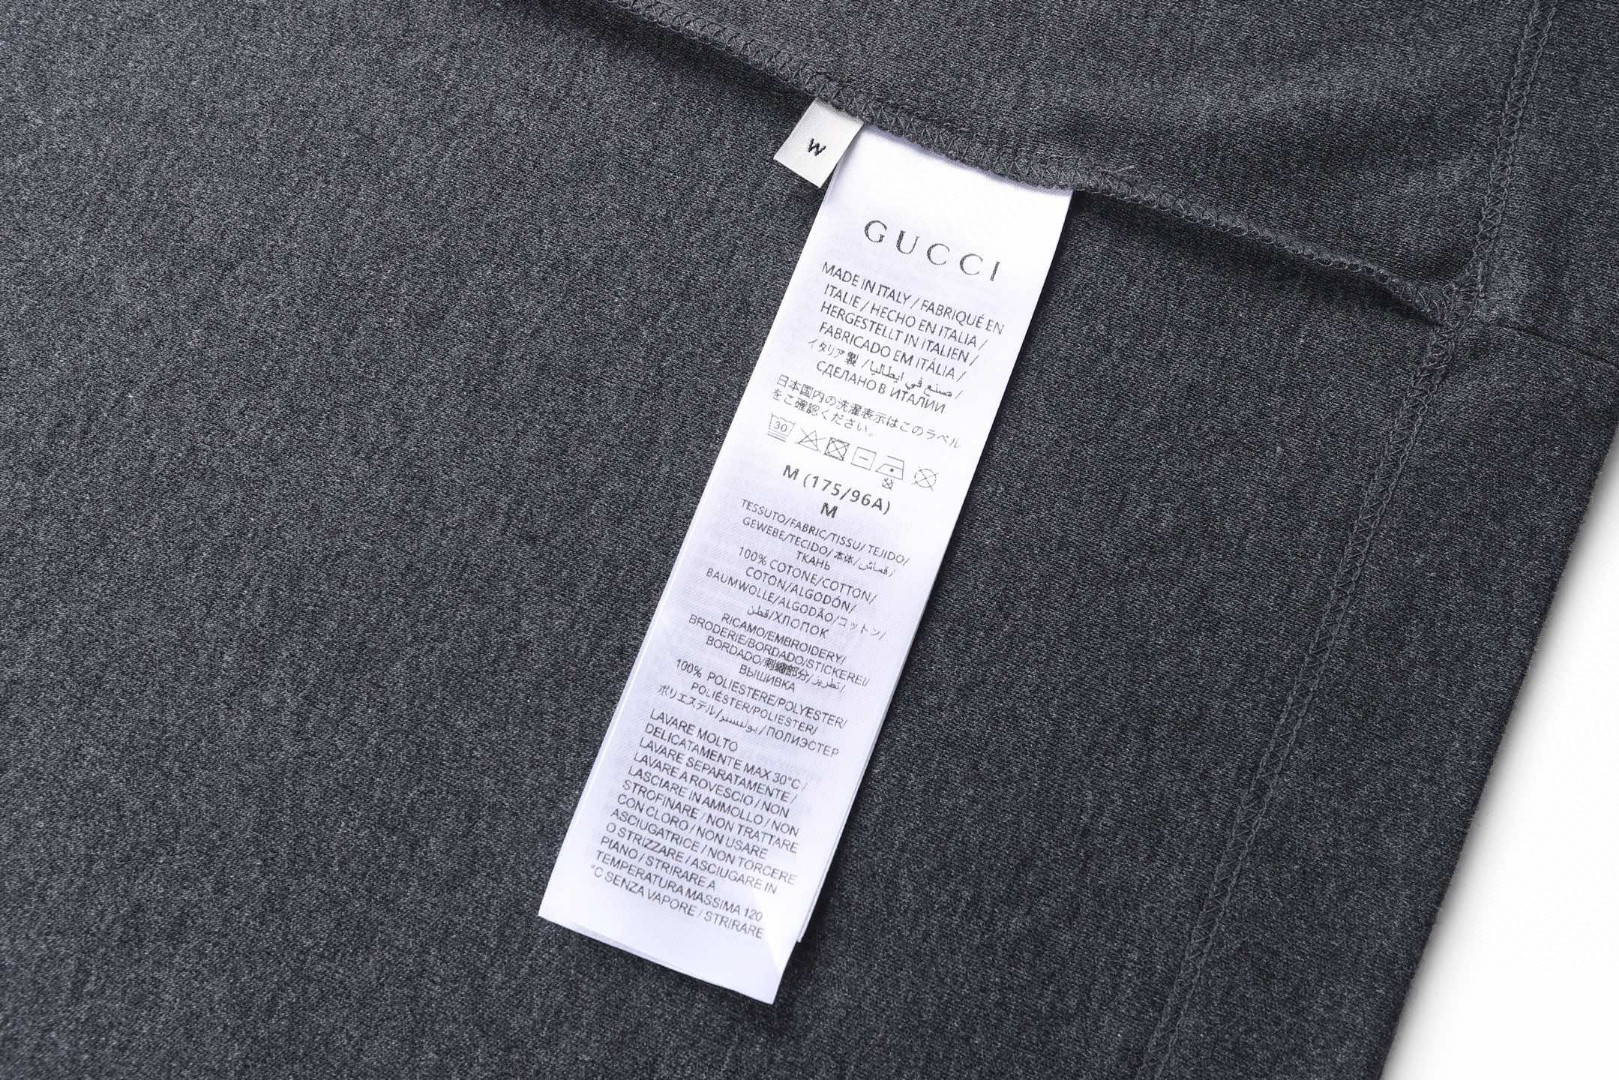 W
GUCCI
MADE IN ITALY / FABRIQUÉ EN
ITALIE / HECHO EN ITALIA /
HERGESTELLT IN ITALIEN /
FABRICADO EM ITALIA /
イタリア製 / صنع في إيطاليا /
СДЕЛАНО В ИТАЛИИ
日本国内の洗濯表示はこのラベル
をご確認ください。
30
M (175/96A)
M
TESSUTO/FABRIC/TISSU/TEJIDO/
GEWEBE/TECIDO/本体/قماش/
ТКАНЬ
100% COTONE/COTTON/
COTON/ALGODÓN/
BAUMWOLLE/ALGODÃO/コットン/
قطن/ХЛОПОК
RICAMO/EMBROIDERY/
BRODERIE/BORDADO/STICKEREI/
BORDADO/刺繍部分/تطريز/
ВЫШИВКА
100% POLIESTERE/POLYESTER/
POLIÉSTER/POLIESTER/
ポリエステル/بوليستر/ПОЛИЭСТЕР
LAVARE MOLTO
DELICATAMENTE MAX 30°C /
LAVARE SEPARATAMENTE /
LAVARE A ROVESCIO / NON
LASCIARE IN AMMOLLO / NON
STROFINARE / NON TRATTARE
CON CLORO / NON USARE
ASCIUGATRICE / NON TORCERE
O STRIZZARE / ASCIUGARE IN
PIANO / STRIRARE A
TEMPERATURA MASSIMA 120
°C SENZA VAPORE / STRIRARE